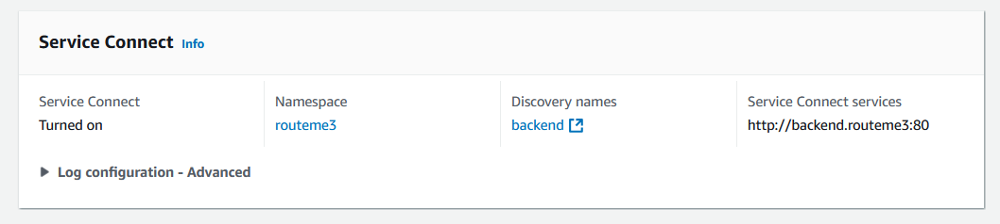 Service Connect Info
Service Connect
Turned on
Namespace
routeme3
Discovery names
backend
Service Connect services
http://backend.routeme3:80
Log configuration - Advanced